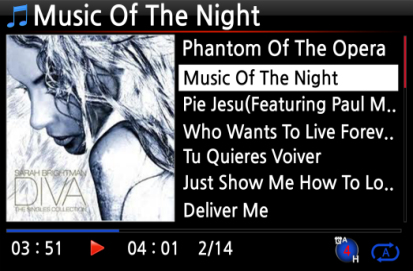 Music Of The Night
Phantom Of The Opera
Music Of The Night
Pie Jesu(Featuring Paul M..
Who Wants To Live Forev..
Tu Quieres Voiver
Just Show Me How To Lo..
Deliver Me
SARAH BRIGHTMAN
DIVA
THE SINGLES COLLECTION
03 : 51
04 : 01
2/14
A
4
H
A